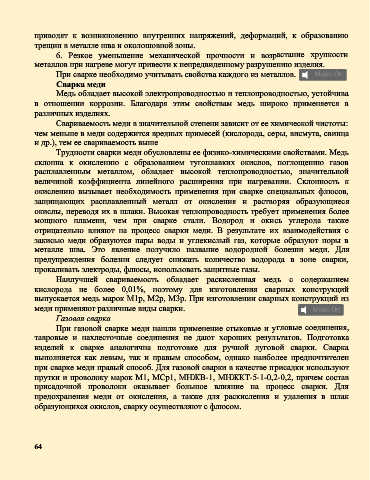 приводят к возникновению внутренних напряжений, деформаций, к образованию
трещин в металле шва и околошовной зоны.
6. Резкое уменьшение механической прочности и возрастание хрупкости
металлов при нагреве могут привести к непредвиденному разрушению изделия.
При сварке необходимо учитывать свойства каждого из металлов.
Сварка меди
Медь обладает высокой электропроводностью и теплопроводностью, устойчива
в отношении коррозии. Благодаря этим свойствам медь широко применяется в
различных изделиях.
Свариваемость меди в значительной степени зависит от ее химической чистоты:
чем меньше в меди содержится вредных примесей (кислорода, серы, висмута, свинца
и др.), тем ее свариваемость выше
Трудности сварки меди обусловлены ее физико-химическими свойствами. Медь
склонна к окислению с образованием тугоплавких окислов, поглощению газов
расплавленным металлом, обладает высокой теплопроводностью, значительной
величиной коэффициента линейного расширения при нагревании. Склонность к
окислению вызывает необходимость применения при сварке специальных флюсов,
защищающих расплавленный металл от окисления и растворяя образующиеся
окислы, переводя их в шлаки. Высокая теплопроводность требует применения более
мощного пламени, чем при сварке стали. Водород и окись углерода также
отрицательно влияют на процесс сварки меди. В результате их взаимодействия с
закисью меди образуются пары воды и углекислый газ, которые образуют поры в
металле шва. Это явление получило название водородной болезни меди. Для
предупреждения болезни следует снижать количество водорода в зоне сварки,
прокаливать электроды, флюсы, использовать защитные газы.
Наилучшей свариваемость обладает раскисленная медь с содержанием
кислорода не более 0,01%, поэтому для изготовления сварных конструкций
выпускается медь марок М1р, М2р, М3р. При изготовлении сварных конструкций из
меди применяют различные виды сварки.
Газовая сварка
При газовой сварке меди нашли применение стыковые и угловые соединения,
тавровые и нахлесточные соединения не дают хороших результатов. Подготовка
изделий к сварке аналогична подготовке для ручной дуговой сварки. Сварка
выполняется как левым, так и правым способом, однако наиболее предпочтителен
при сварке меди правый способ. Для газовой сварки в качестве присадки используют
прутки и проволоку марок М1, МСр1, МНЖВ-1, МНЖКТ-5-1-0,2-0,2, причем состав
присадочной проволоки оказывает большое влияние на процесс сварки. Для
предохранения меди от окисления, а также для раскисления и удаления в шлак
образующихся окислов, сварку осуществляют с флюсом.
64